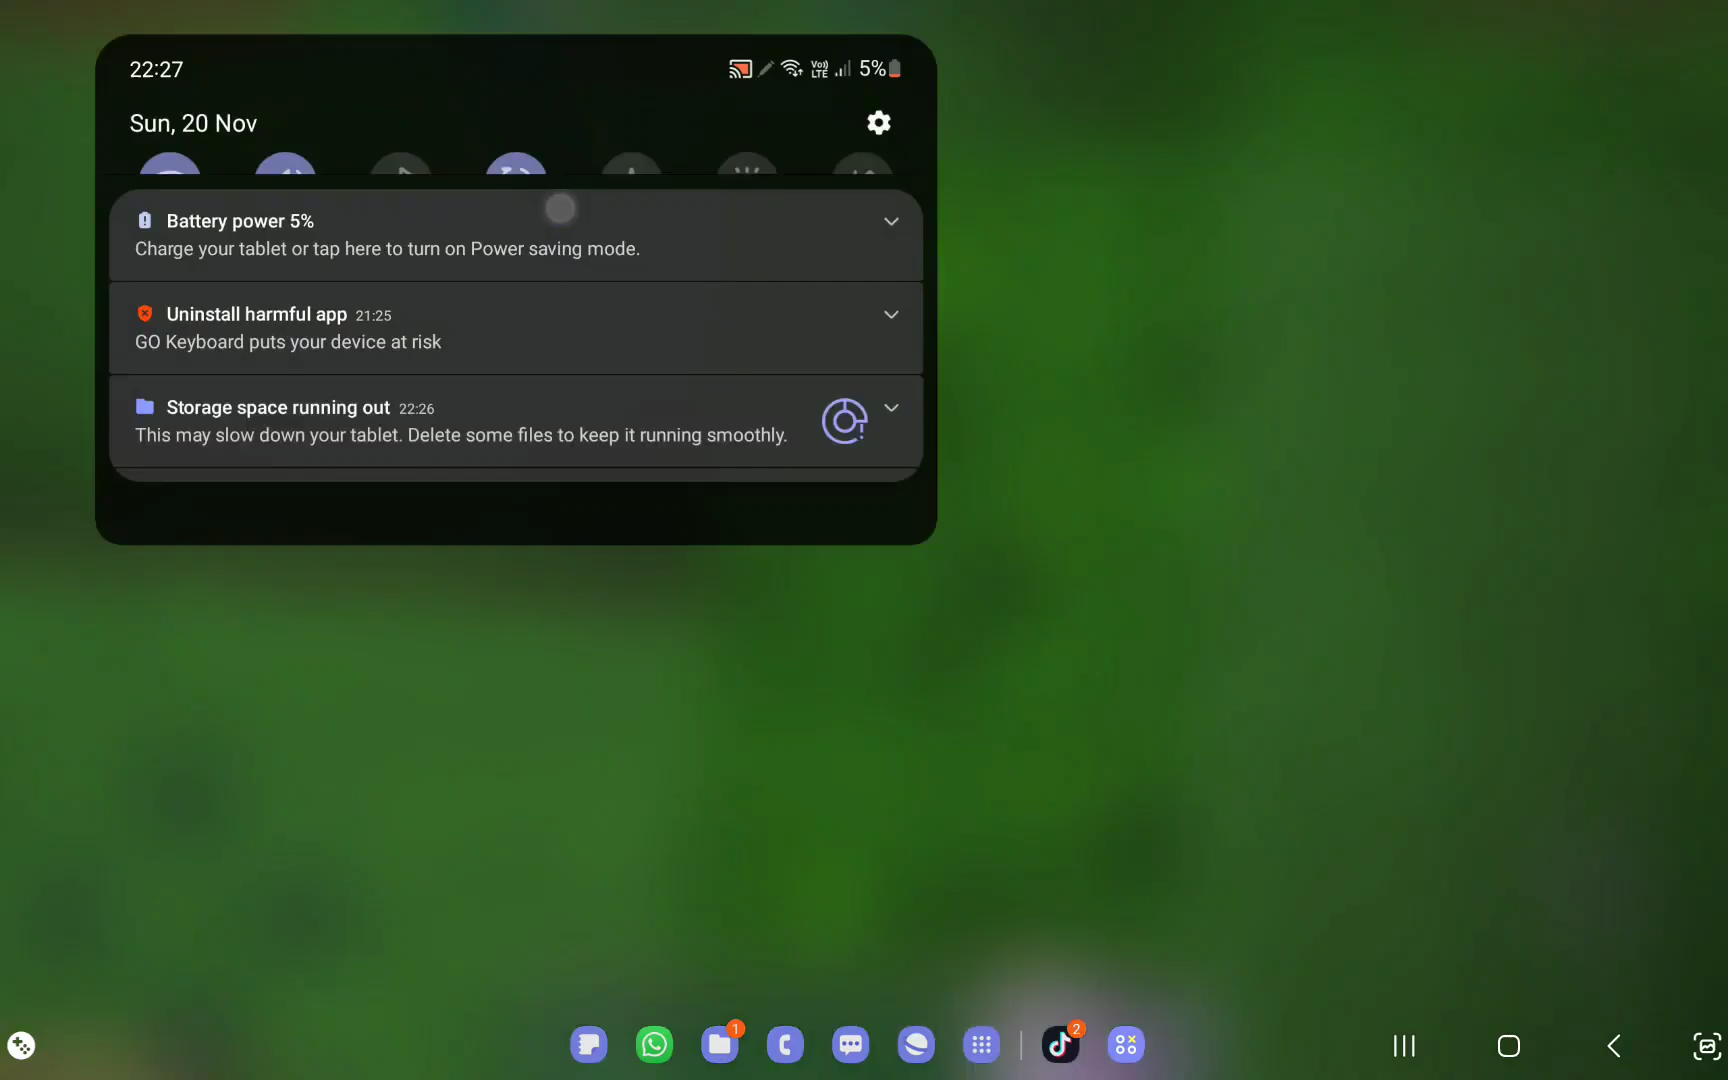 22:27
Vo)) LTE 5%
Sun, 20 Nov
Battery power 5%
Charge your tablet or tap here to turn on Power saving mode.
Uninstall harmful app 21:25
GO Keyboard puts your device at risk
Storage space running out 22:26
This may slow down your tablet. Delete some files to keep it running smoothly.
1
2